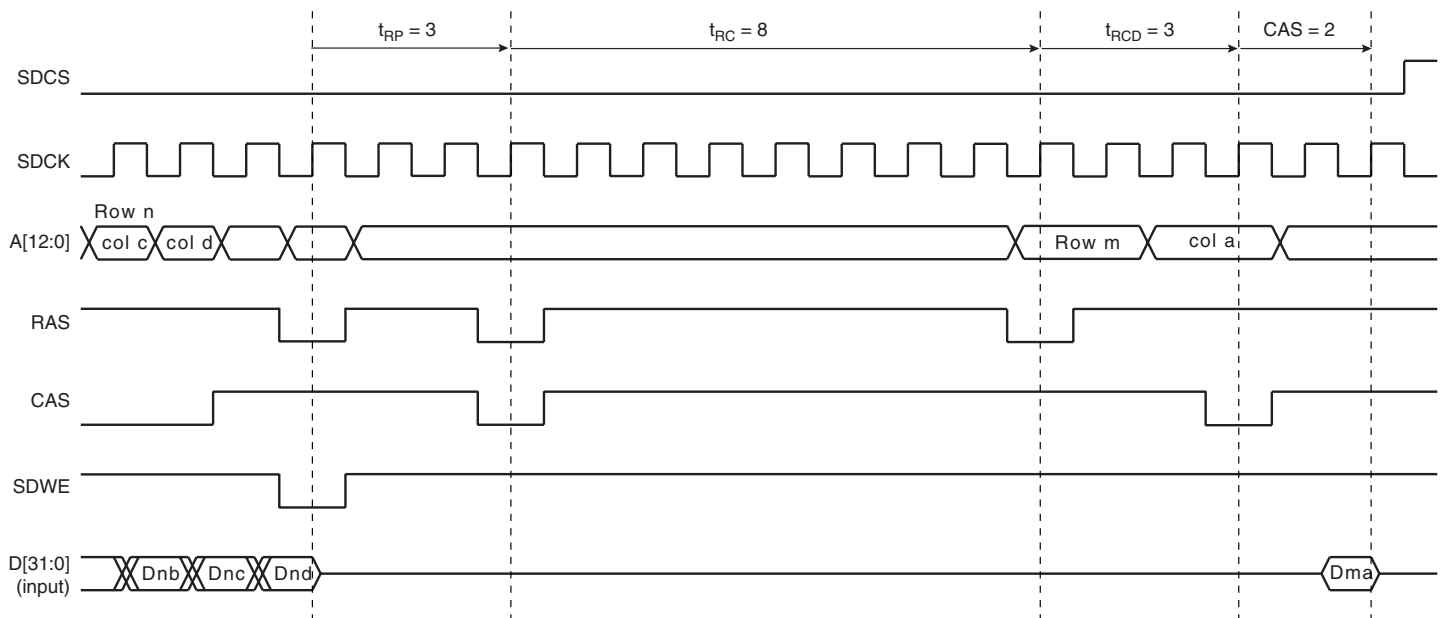 tRP = 3
tRC = 8
tRCD = 3
CAS = 2
SDCS
SDCK
Row n
A[12:0]
col c
col d
Row m
col a
RAS
CAS
SDWE
D[31:0]
(input)
Dnb
Dnc
Dnd
Dma